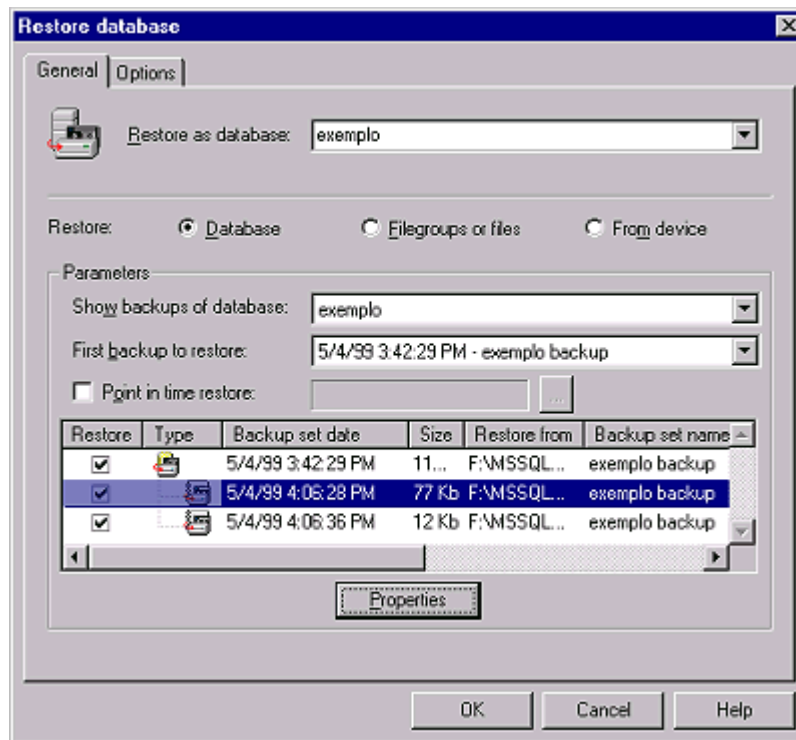 Restore database
General Options
Restore as database: exemplo
Restore: Database Filegroups or files From device
Parameters
Show backups of database: exemplo
First backup to restore: 5/4/99 3:42:29 PM - exemplo backup
Point in time restore: ...
Restore Type Backup set date Size Restore from Backup set name
5/4/99 3:42:29 PM 11... F:\MSSQL... exemplo backup
5/4/99 4:06:28 PM 77 Kb F:\MSSQL... exemplo backup
5/4/99 4:06:36 PM 12 Kb F:\MSSQL... exemplo backup
Properties
OK Cancel Help